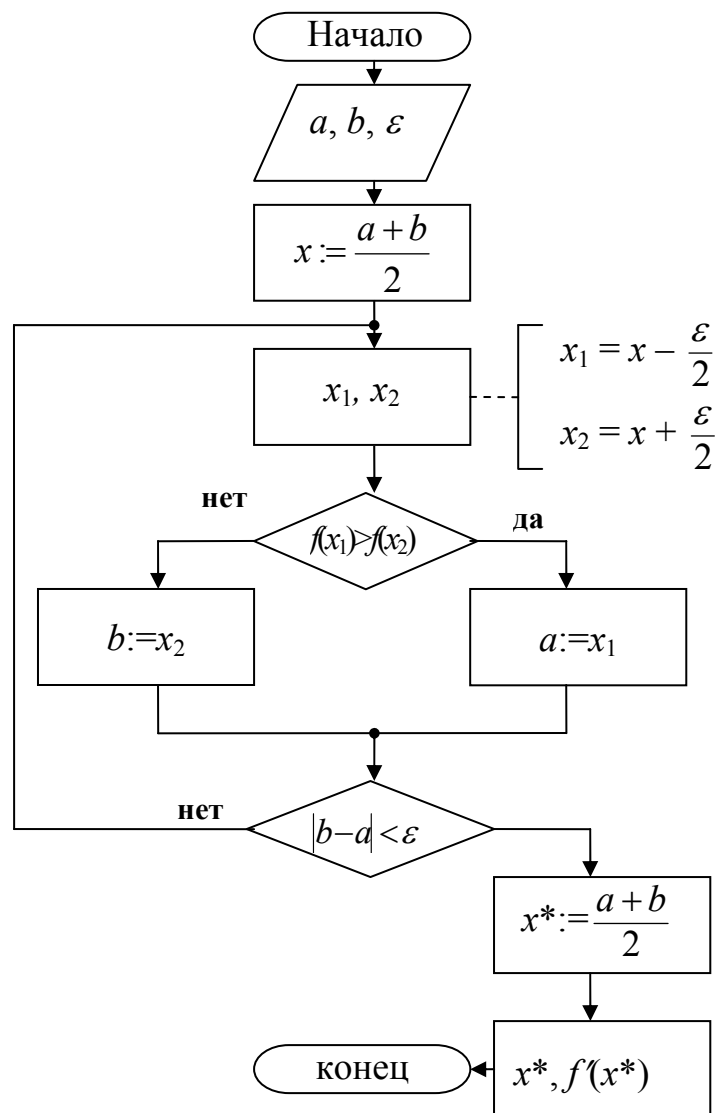 Начало
a, b, ε
x := (a + b)/2
x₁, x₂
x₁ = x − ε/2
x₂ = x + ε/2
нет
f(x₁)>f(x₂)
да
b:=x₂
a:=x₁
нет
|b−a|<ε
x*:= (a + b)/2
x*, f′(x*)
конец